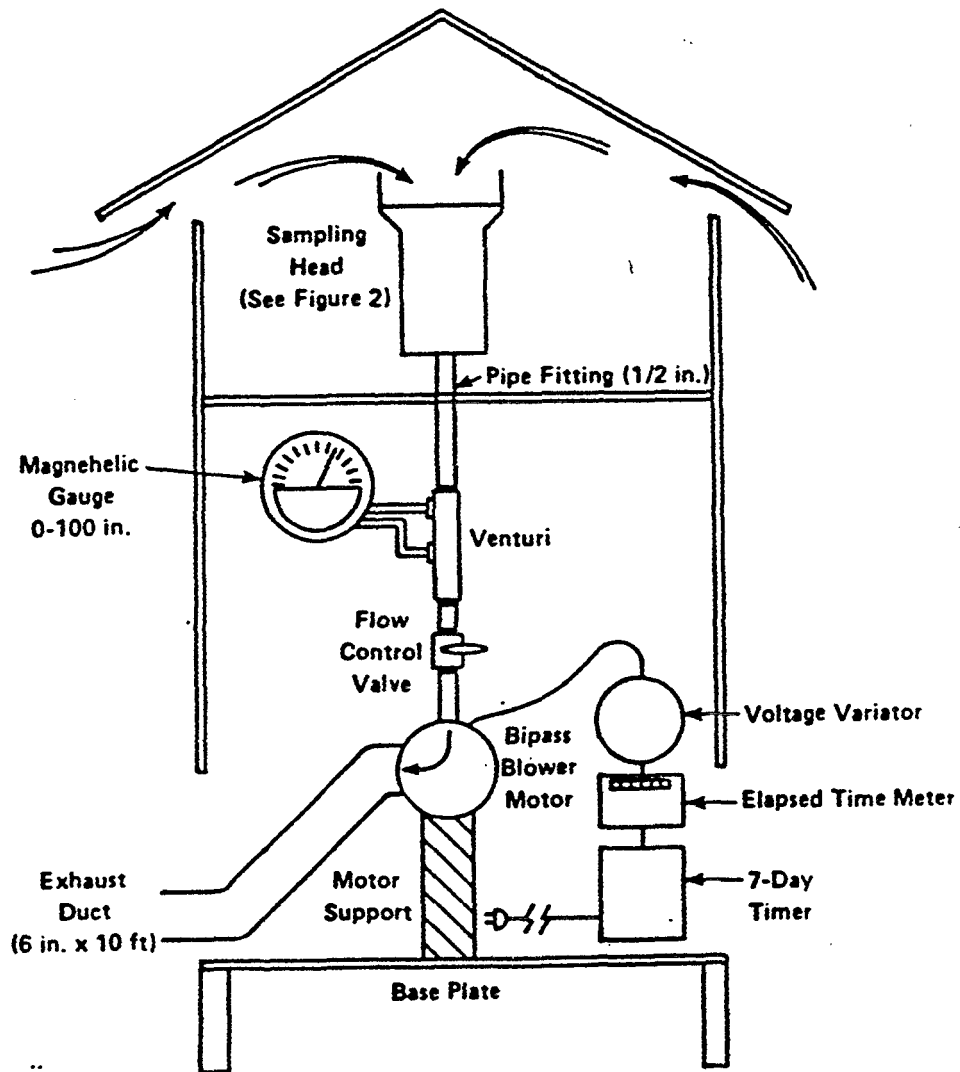 Sampling
Head
(See Figure 2)
Pipe Fitting (1/2 in.)
Magnehelic
Gauge
0-100 in.
Venturi
Flow
Control
Valve
Voltage Variator
Bipass
Blower
Motor
Elapsed Time Meter
Exhaust
Duct
(6 in. x 10 ft)
Motor
Support
7-Day
Timer
Base Plate